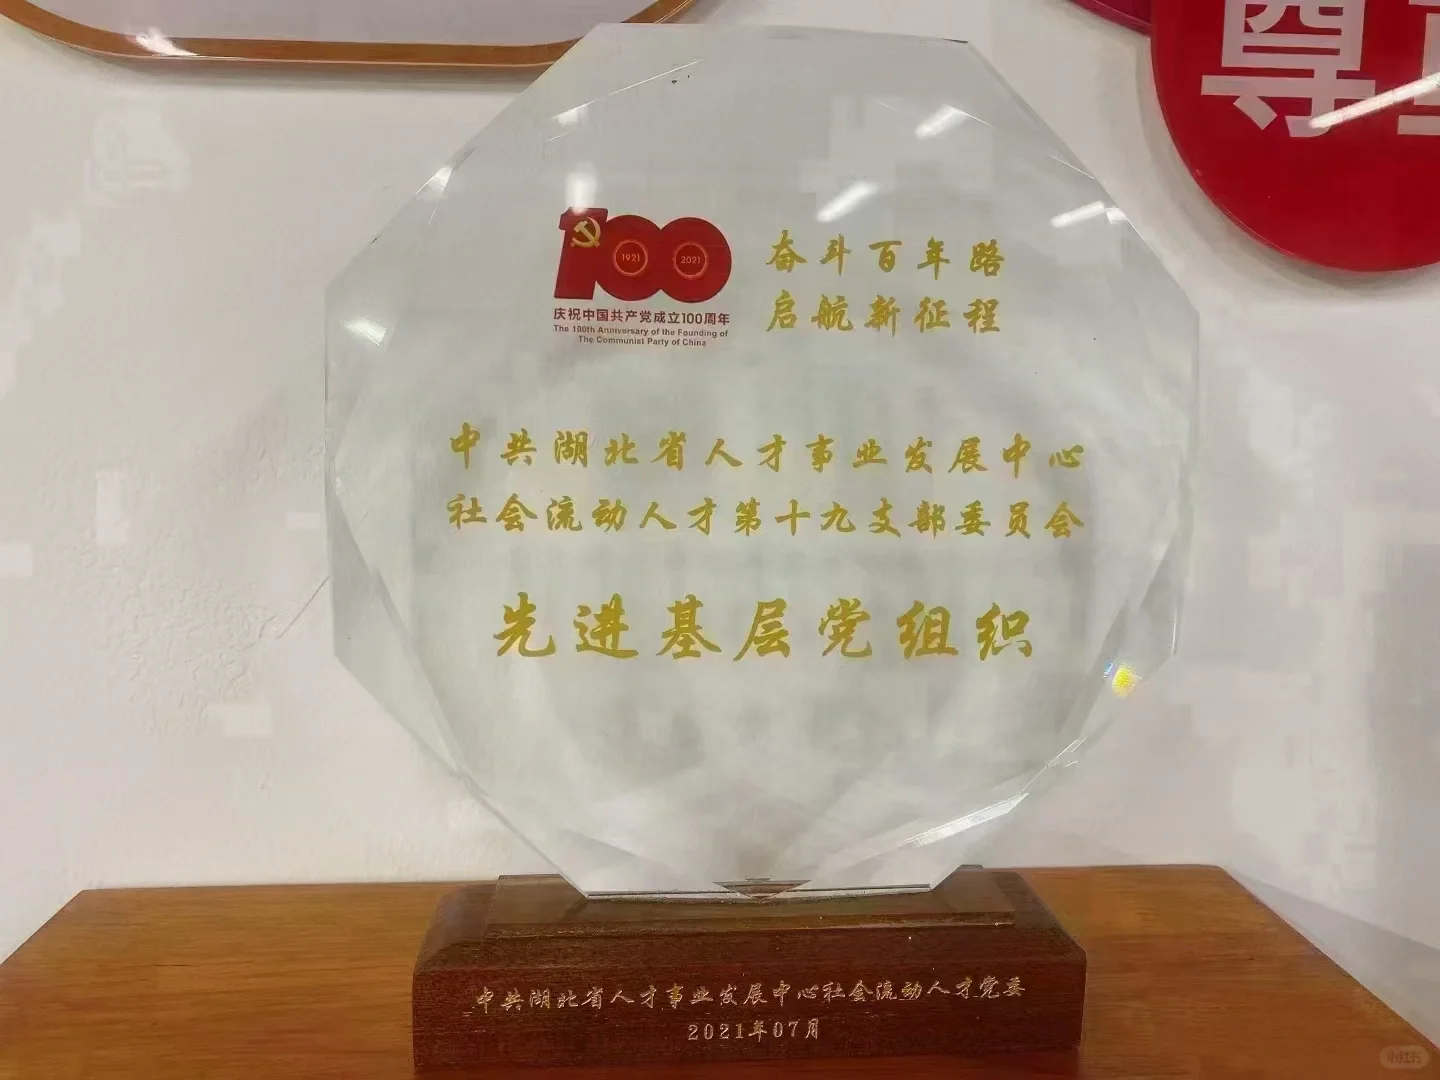 尊
1921
2021
庆祝中国共产党成立100周年
The 100th Anniversary of the Founding of
The Communist Party of China
奋斗百年路
启航新征程
中共湖北省人才事业发展中心
社会流动人才第十九支部委员会
先进基层党组织
中共湖北省人才事业发展中心社会流动人才党委
2021年07月
小红书